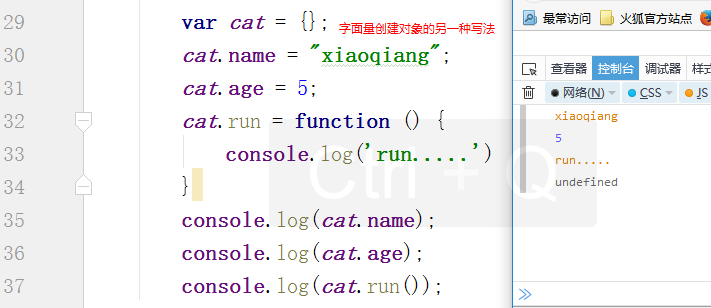 29 var cat = {}; 字面量创建对象的另一种写法
30 cat.name = "xiaoqiang";
31 cat.age = 5;
32 cat.run = function () {
33 console.log('run.....')
34 }
35 console.log(cat.name);
36 console.log(cat.age);
37 console.log(cat.run());
Ctrl + Q
最常访问 火狐官方站点
查看器 控制台 调试器 样式
网络(N) CSS JS
xiaoqiang
5
run.....
undefined